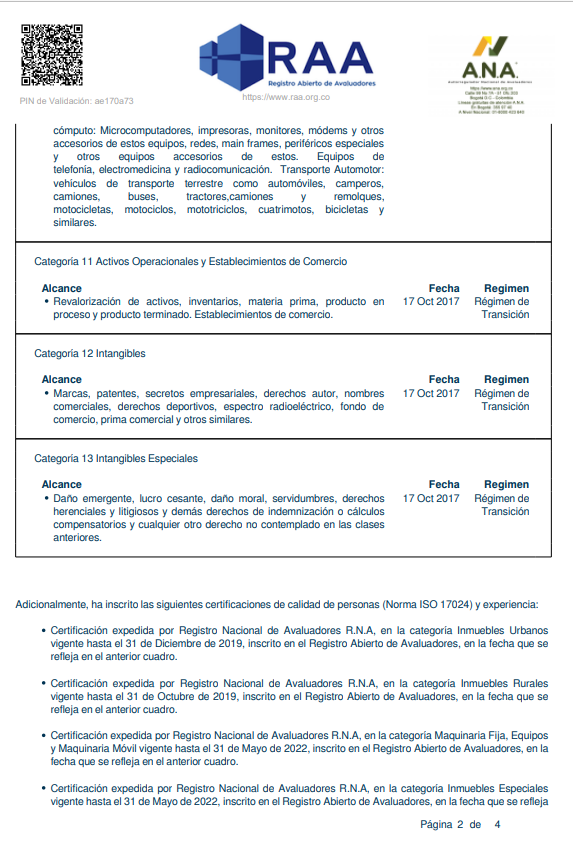 RAA
Registro Abierto de Avaluadores
https://www.raa.org.co
A.N.A.
PIN de Validación: ae170a73
cómputo: Microcomputadores, impresoras, monitores, módems y otros
accesorios de estos equipos, redes, main frames, periféricos especiales
y otros equipos accesorios de estos. Equipos de
telefonía, electromedicina y radiocomunicación. Transporte Automotor:
vehículos de transporte terrestre como automóviles, camperos,
camiones, buses, tractores,camiones y remolques,
motocicletas, motociclos, mototriciclos, cuatrimotos, bicicletas y
similares.
Categoría 11 Activos Operacionales y Establecimientos de Comercio
Alcance Fecha Regimen
• Revalorización de activos, inventarios, materia prima, producto en 17 Oct 2017 Régimen de
proceso y producto terminado. Establecimientos de comercio. Transición
Categoría 12 Intangibles
Alcance Fecha Regimen
• Marcas, patentes, secretos empresariales, derechos autor, nombres 17 Oct 2017 Régimen de
comerciales, derechos deportivos, espectro radioeléctrico, fondo de Transición
comercio, prima comercial y otros similares.
Categoría 13 Intangibles Especiales
Alcance Fecha Regimen
• Daño emergente, lucro cesante, daño moral, servidumbres, derechos 17 Oct 2017 Régimen de
herenciales y litigiosos y demás derechos de indemnización o cálculos Transición
compensatorios y cualquier otro derecho no contemplado en las clases
anteriores.
Adicionalmente, ha inscrito las siguientes certificaciones de calidad de personas (Norma ISO 17024) y experiencia:
• Certificación expedida por Registro Nacional de Avaluadores R.N.A, en la categoría Inmuebles Urbanos
vigente hasta el 31 de Diciembre de 2019, inscrito en el Registro Abierto de Avaluadores, en la fecha que se
refleja en el anterior cuadro.
• Certificación expedida por Registro Nacional de Avaluadores R.N.A, en la categoría Inmuebles Rurales
vigente hasta el 31 de Octubre de 2019, inscrito en el Registro Abierto de Avaluadores, en la fecha que se
refleja en el anterior cuadro.
• Certificación expedida por Registro Nacional de Avaluadores R.N.A, en la categoría Maquinaria Fija, Equipos
y Maquinaria Móvil vigente hasta el 31 de Mayo de 2022, inscrito en el Registro Abierto de Avaluadores, en la
fecha que se refleja en el anterior cuadro.
• Certificación expedida por Registro Nacional de Avaluadores R.N.A, en la categoría Inmuebles Especiales
vigente hasta el 31 de Mayo de 2022, inscrito en el Registro Abierto de Avaluadores, en la fecha que se refleja
Página 2 de 4